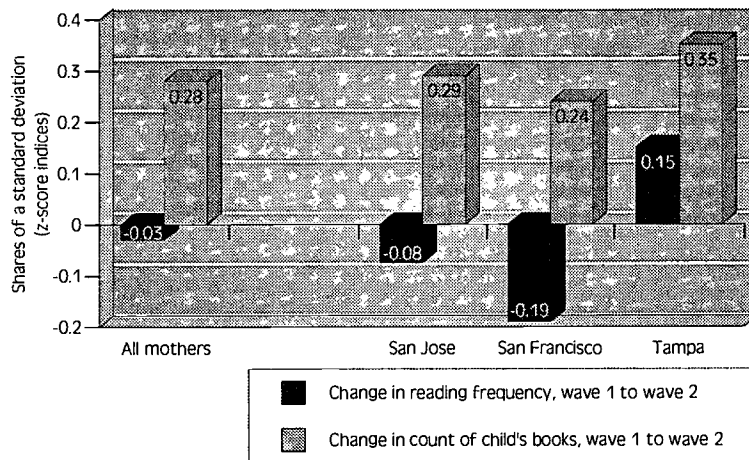 Shares of a standard deviation
(z-score indices)
0.4
0.3
0.2
0.1
0
-0.1
-0.2
-0.03
0.28
-0.08
0.29
-0.19
0.24
0.15
0.35
All mothers
San Jose
San Francisco
Tampa
Change in reading frequency, wave 1 to wave 2
Change in count of child's books, wave 1 to wave 2